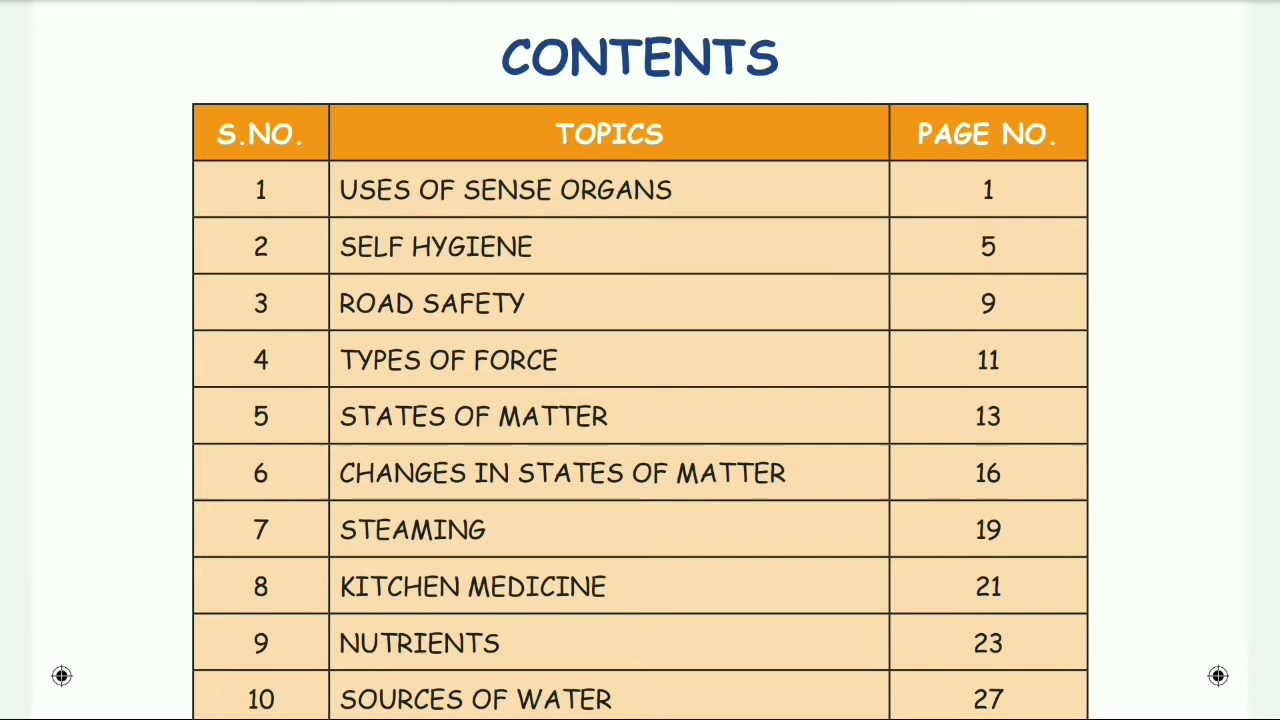 CONTENTS
S.NO. TOPICS PAGE NO.
1 USES OF SENSE ORGANS 1
2 SELF HYGIENE 5
3 ROAD SAFETY 9
4 TYPES OF FORCE 11
5 STATES OF MATTER 13
6 CHANGES IN STATES OF MATTER 16
7 STEAMING 19
8 KITCHEN MEDICINE 21
9 NUTRIENTS 23
10 SOURCES OF WATER 27